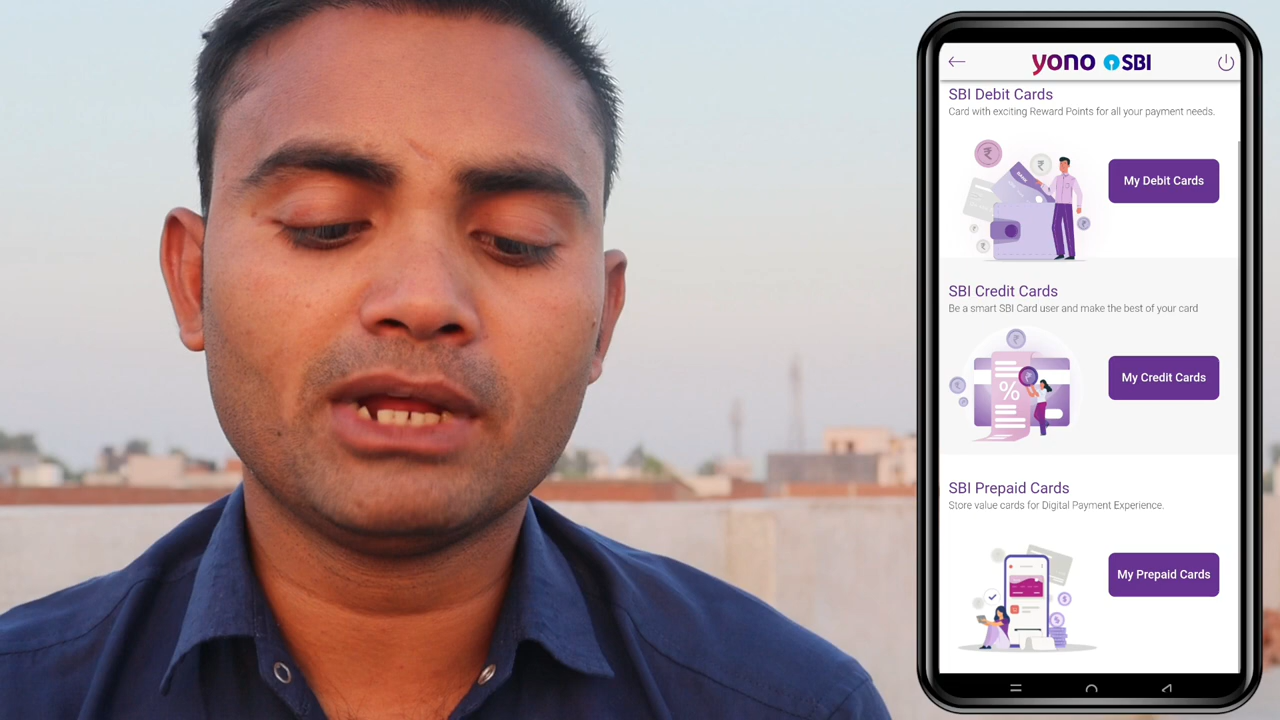 yono SBI
SBI Debit Cards
Card with exciting Reward Points for all your payment needs.
My Debit Cards
SBI Credit Cards
Be a smart SBI Card user and make the best of your card
My Credit Cards
%
SBI Prepaid Cards
Store value cards for Digital Payment Experience.
My Prepaid Cards